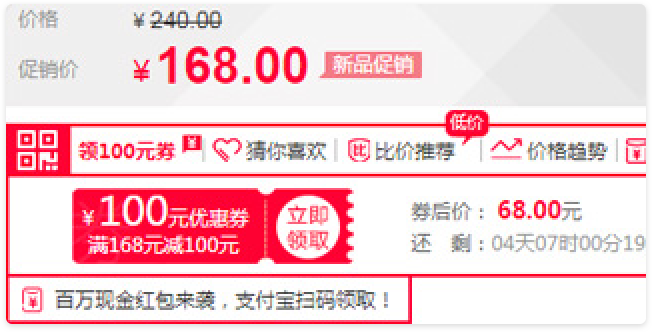 价格 ￥240.00
促销价 ￥168.00 新品促销
低价
领100元券 猜你喜欢 比价推荐 价格趋势
￥100元优惠券 立即领取 券后价：68.00元
满168元减100元 还 剩：04天07时00分19
百万现金红包来袭，支付宝扫码领取！